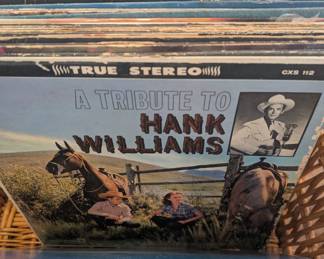 TRUE STEREO
CXS 112
A TRIBUTE TO
HANK
WILLIAMS